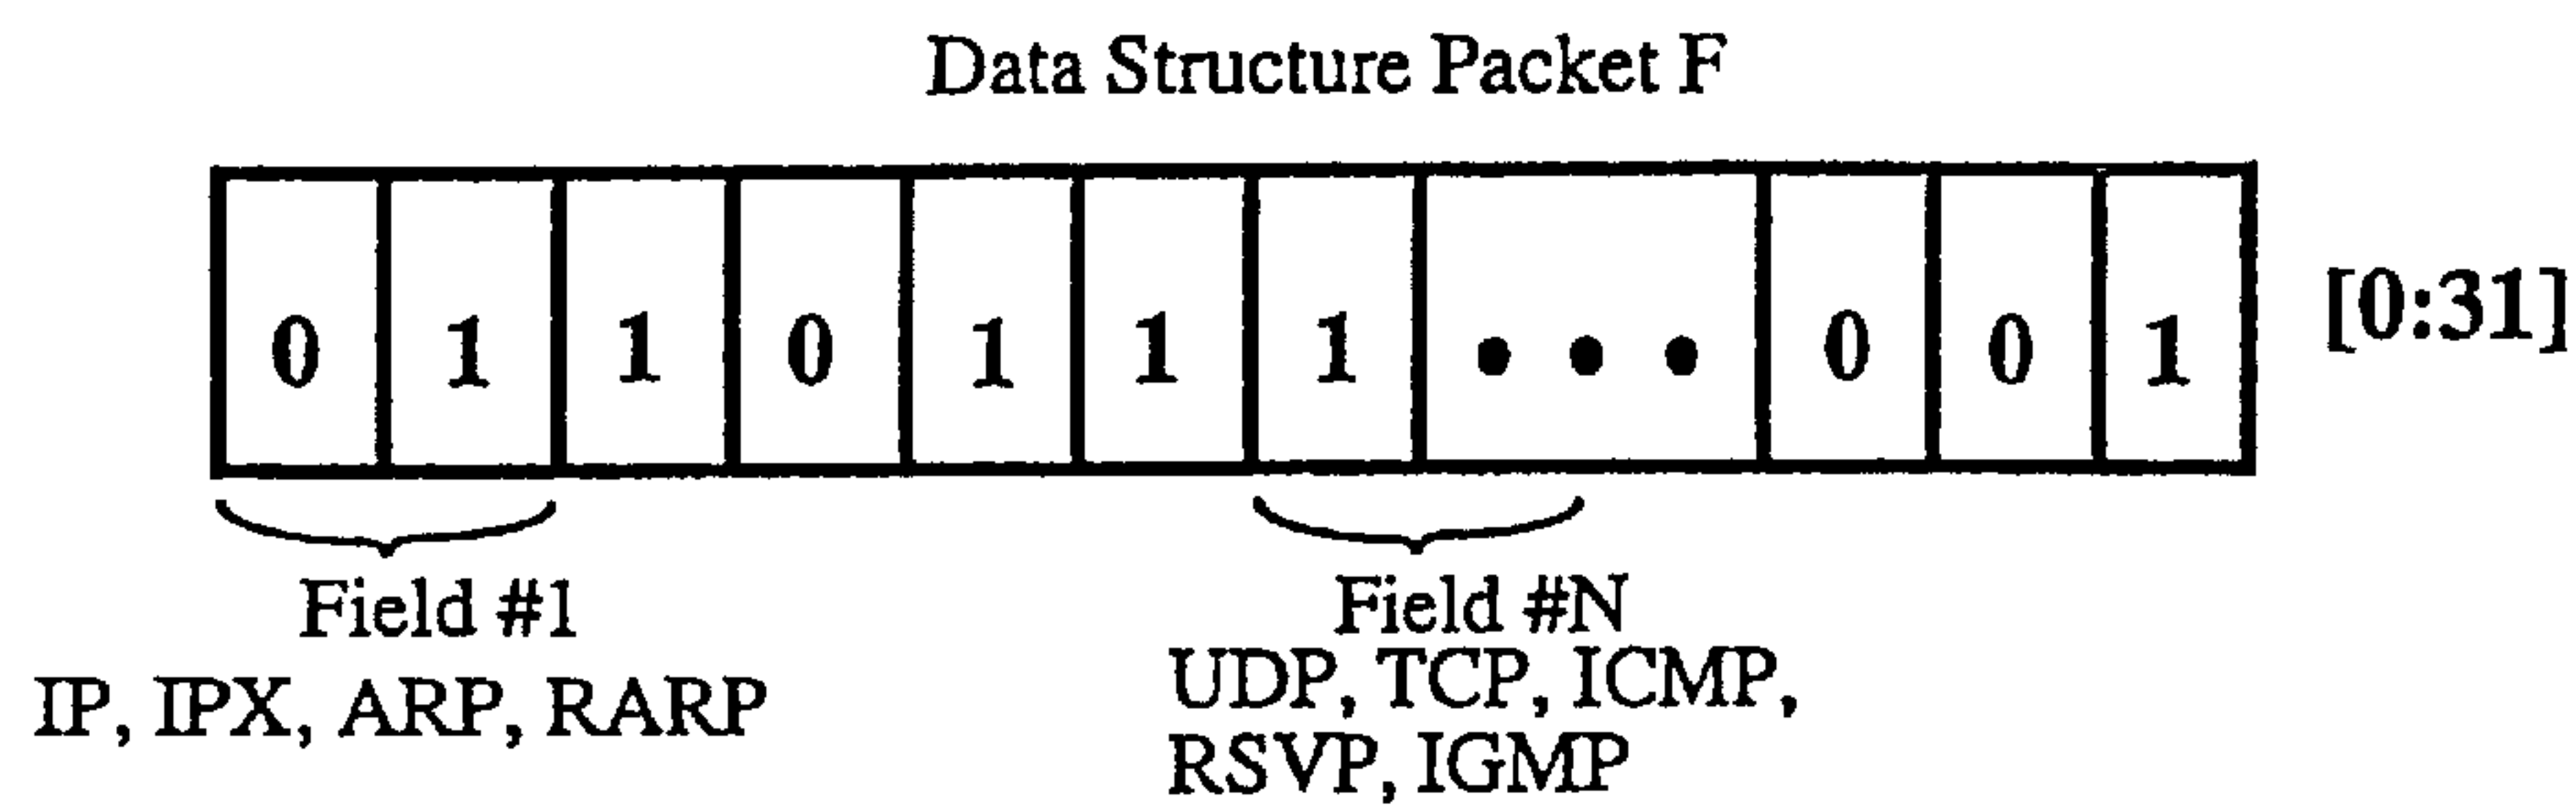 Data Structure Packet F
0 1 1 0 1 1 1 ••• 0 0 1 [0:31]
Field #1
IP, IPX, ARP, RARP
Field #N
UDP, TCP, ICMP,
RSVP, IGMP